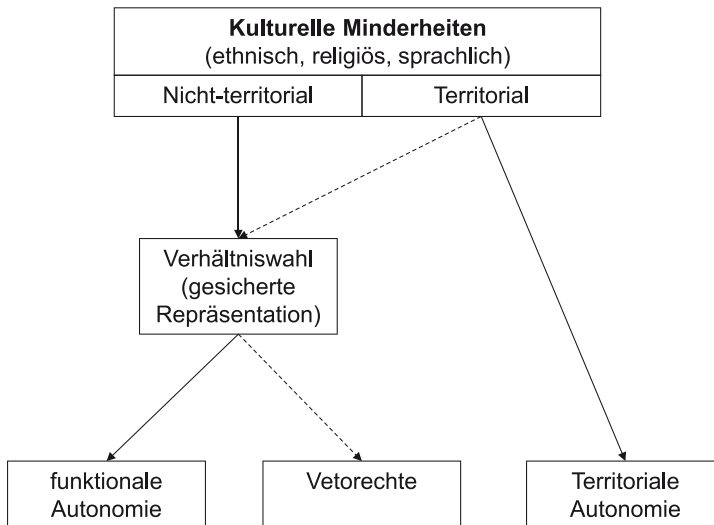 Kulturelle Minderheiten
(ethnisch, religiös, sprachlich)
Nicht-territorial
Territorial
Verhältniswahl
(gesicherte
Repräsentation)
funktionale
Autonomie
Vetorechte
Territoriale
Autonomie